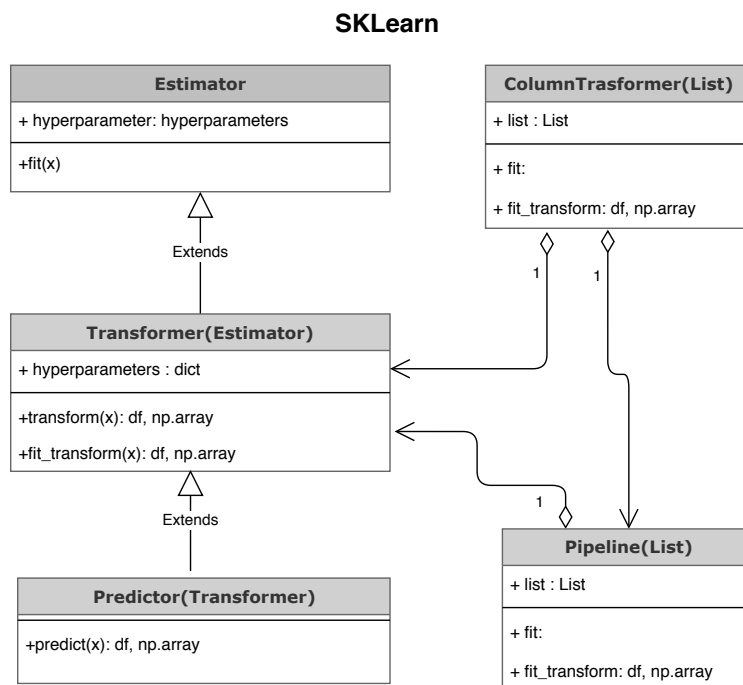 SKLearn
Estimator
+ hyperparameter: hyperparameters
+fit(x)
ColumnTrasformer(List)
+ list : List
+ fit:
+ fit_transform: df, np.array
Extends
1
1
Transformer(Estimator)
+ hyperparameters : dict
+transform(x): df, np.array
+fit_transform(x): df, np.array
Extends
1
Pipeline(List)
+ list : List
+ fit:
+ fit_transform: df, np.array
Predictor(Transformer)
+predict(x): df, np.array